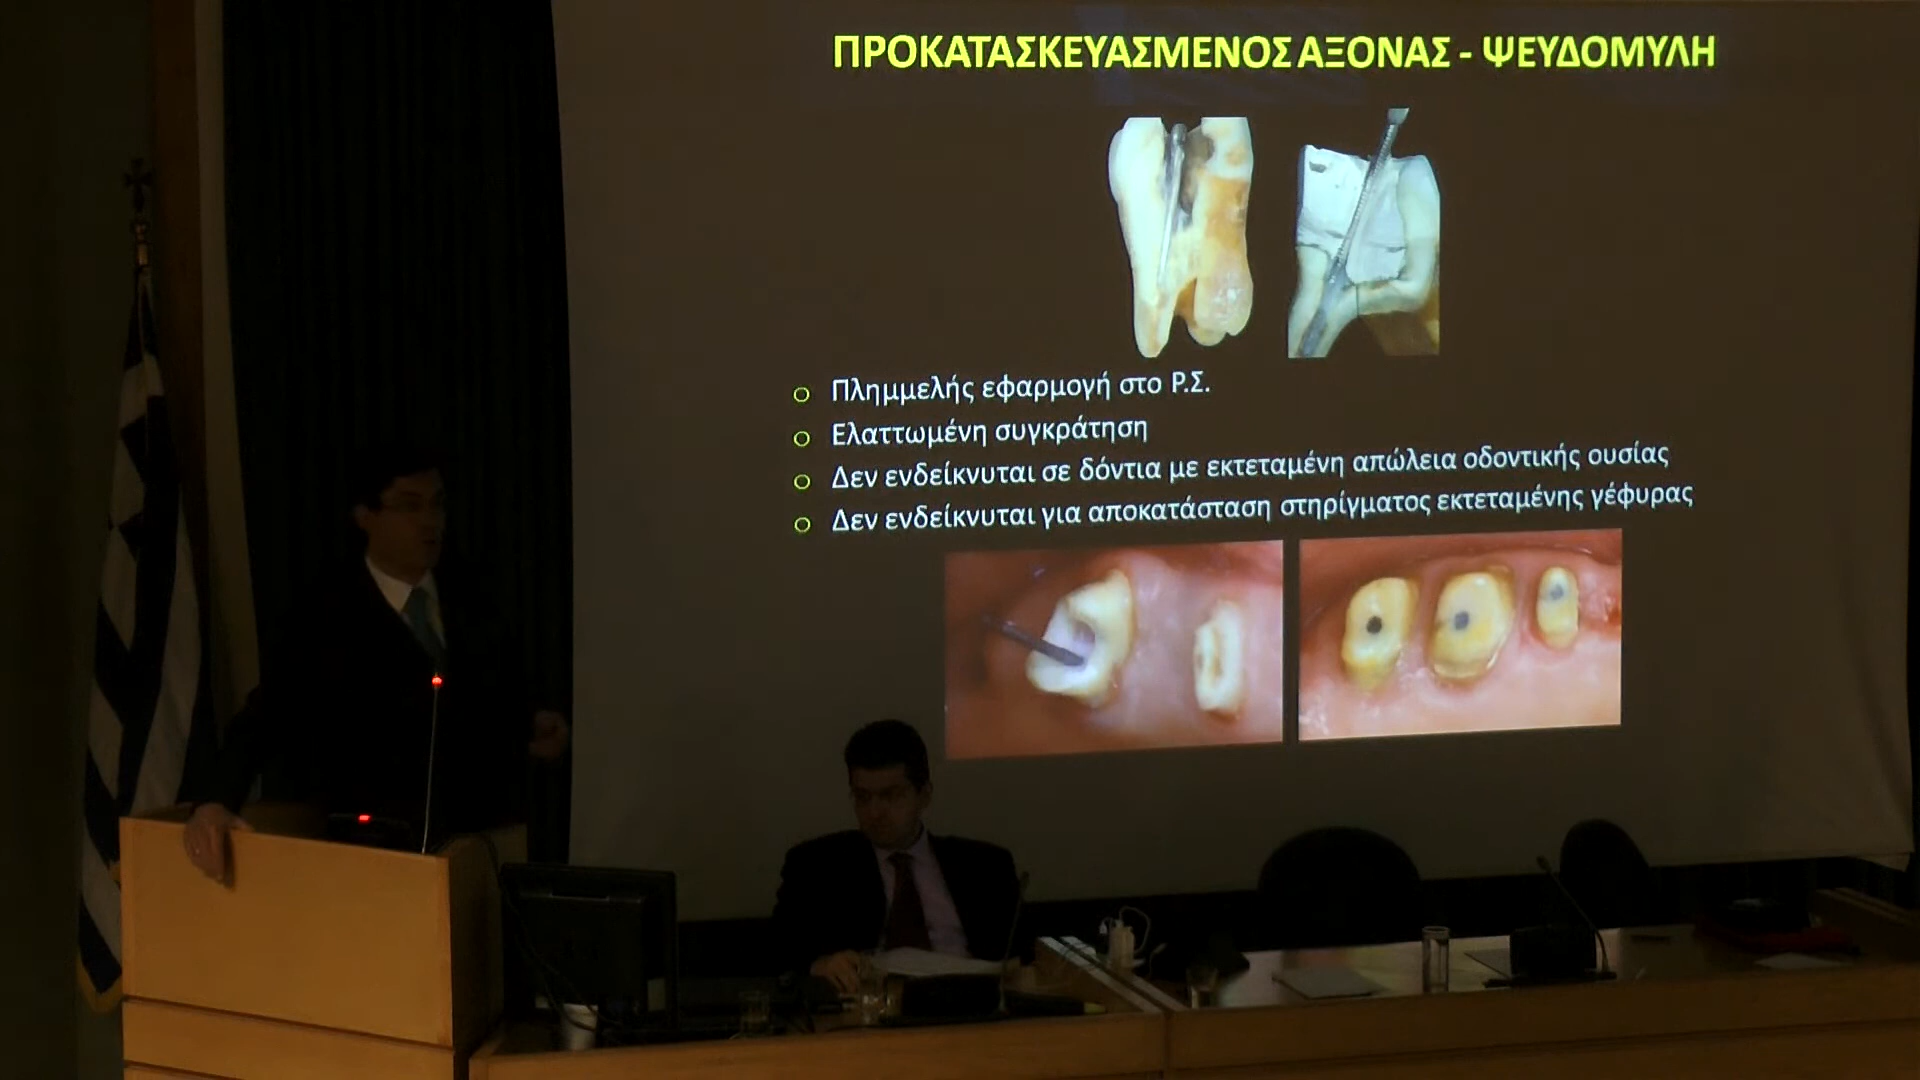 ΠΡΟΚΑΤΑΣΚΕΥΑΣΜΕΝΟΣ ΑΞΟΝΑΣ - ΨΕΥΔΟΜΥΛΗ
Πλημμελής εφαρμογή στο Ρ.Σ.
Ελαττωμένη συγκράτηση
Δεν ενδείκνυται σε δόντια με εκτεταμένη απώλεια οδοντικής ουσίας
Δεν ενδείκνυται για αποκατάσταση στηρίγματος εκτεταμένης γέφυρας